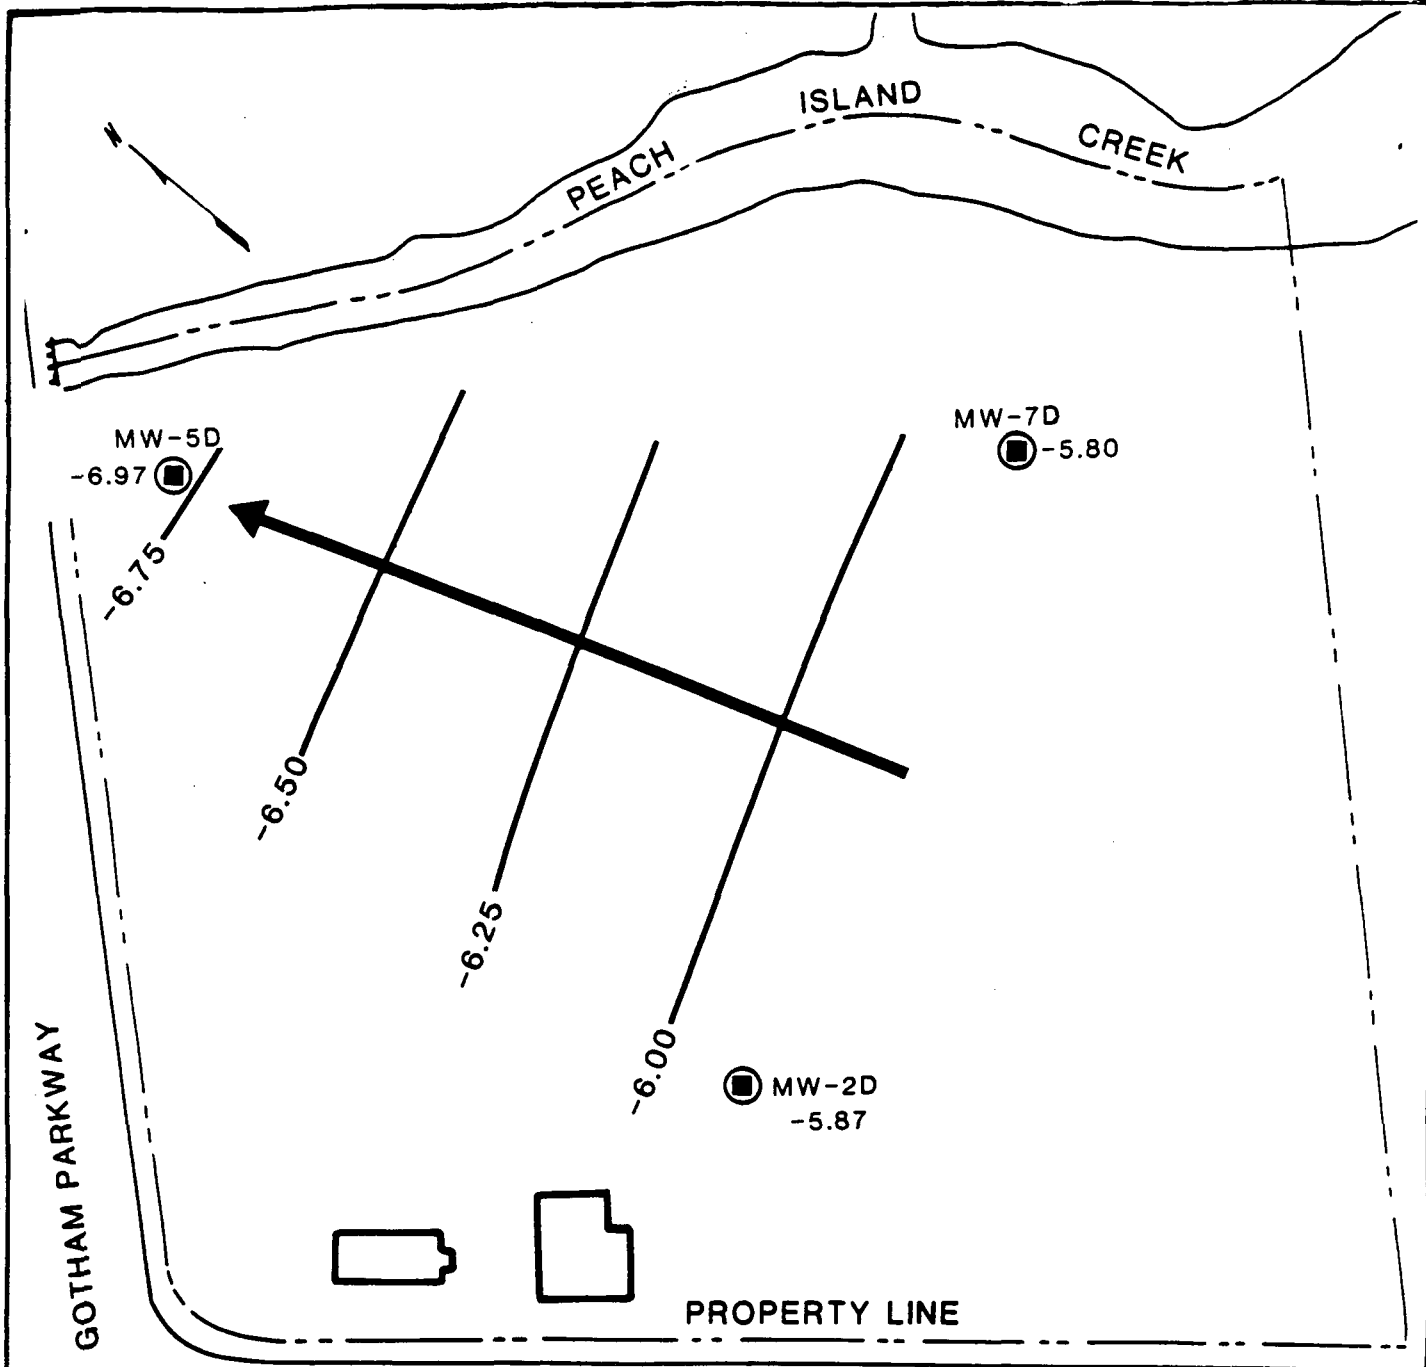 ISLAND
CREEK
PEACH
N
MW-5D
-6.97
MW-7D
-5.80
-6.75
-6.50
-6.25
-6.00
MW-2D
-5.87
GOTHAM PARKWAY
PROPERTY LINE